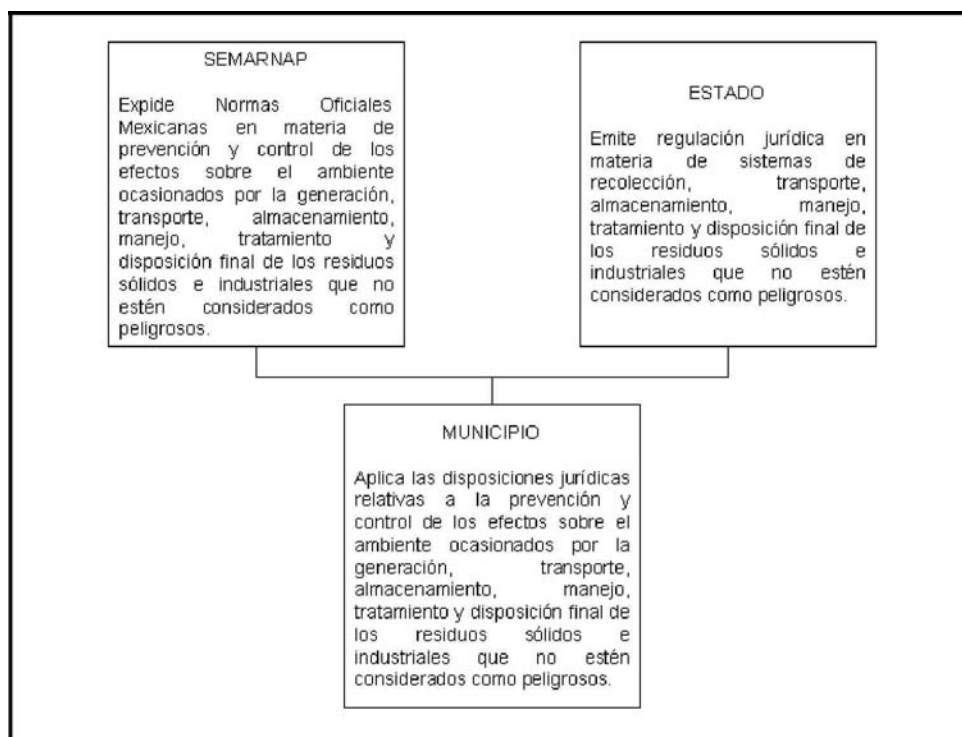 SEMARNAP
Expide Normas Oficiales
Mexicanas en materia de
prevención y control de los
efectos sobre el ambiente
ocasionados por la generación,
transporte, almacenamiento,
manejo, tratamiento y
disposición final de los residuos
sólidos e industriales que no
estén considerados como
peligrosos.
ESTADO
Emite regulación jurídica en
materia de sistemas de
recolección, transporte,
almacenamiento, manejo,
tratamiento y disposición final de
los residuos sólidos e
industriales que no estén
considerados como peligrosos.
MUNICIPIO
Aplica las disposiciones jurídicas
relativas a la prevención y
control de los efectos sobre el
ambiente ocasionados por la
generación, transporte,
almacenamiento, manejo,
tratamiento y disposición final de
los residuos sólidos e
industriales que no estén
considerados como peligrosos.